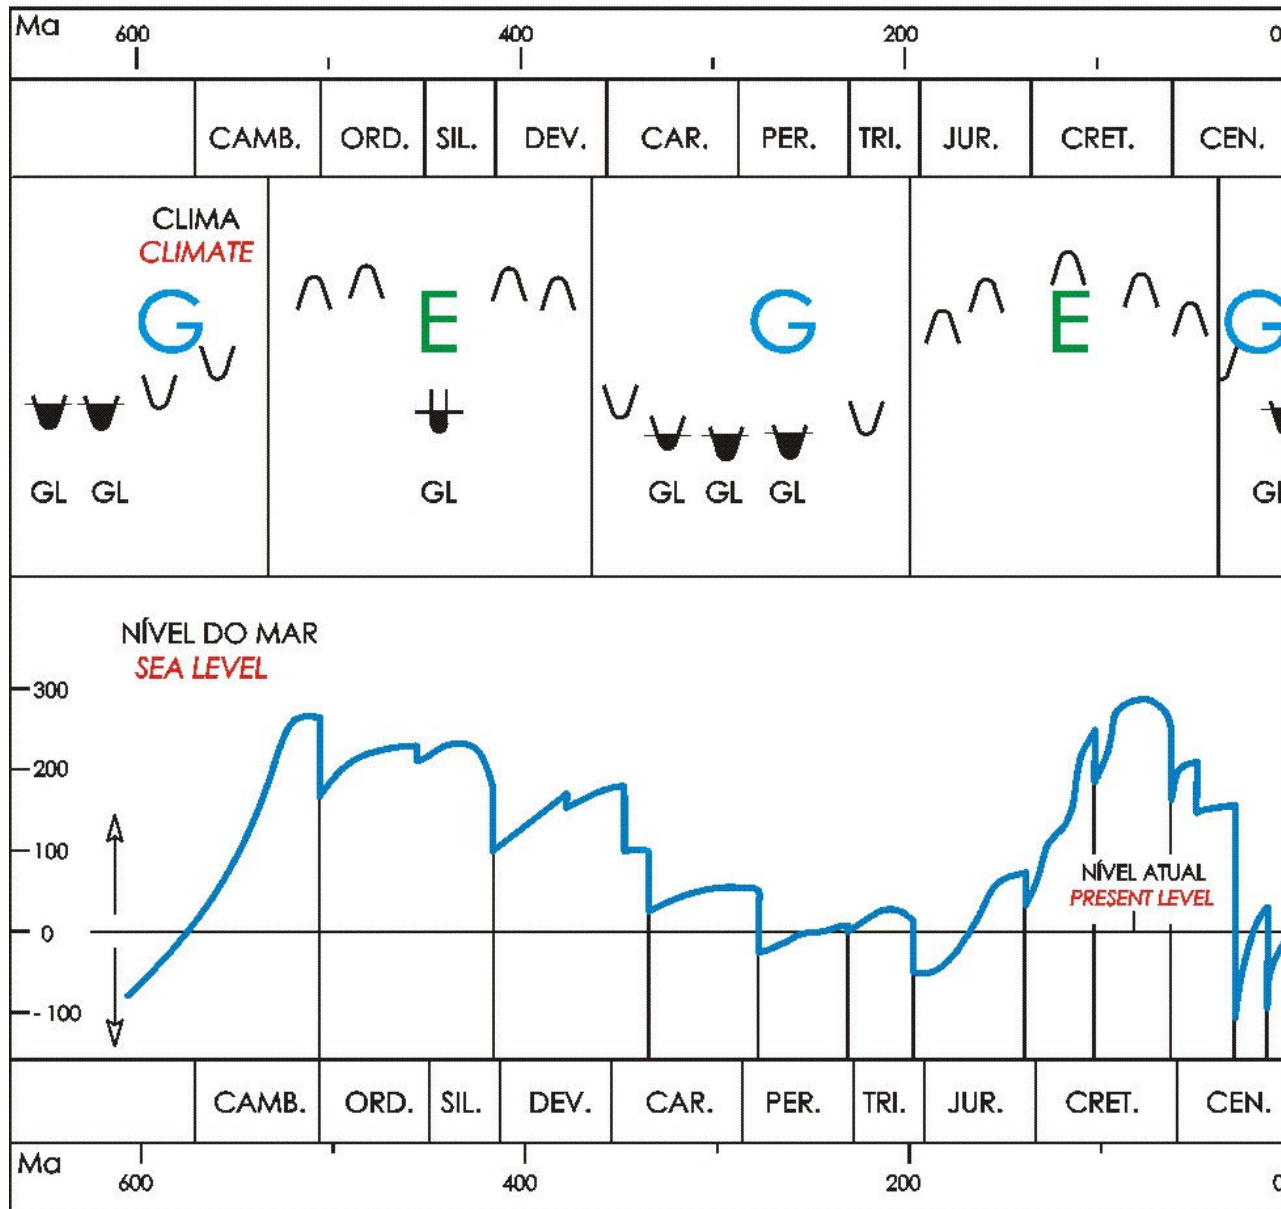 Ma 600 400 200 0
CAMB. ORD. SIL. DEV. CAR. PER. TRI. JUR. CRET. CEN.
CLIMA
CLIMATE
G E G E G
GL GL GL GL GL GL GL
NÍVEL DO MAR
SEA LEVEL
300
200
100
NÍVEL ATUAL
PRESENT LEVEL
0
- 100
CAMB. ORD. SIL. DEV. CAR. PER. TRI. JUR. CRET. CEN.
Ma 600 400 200 0